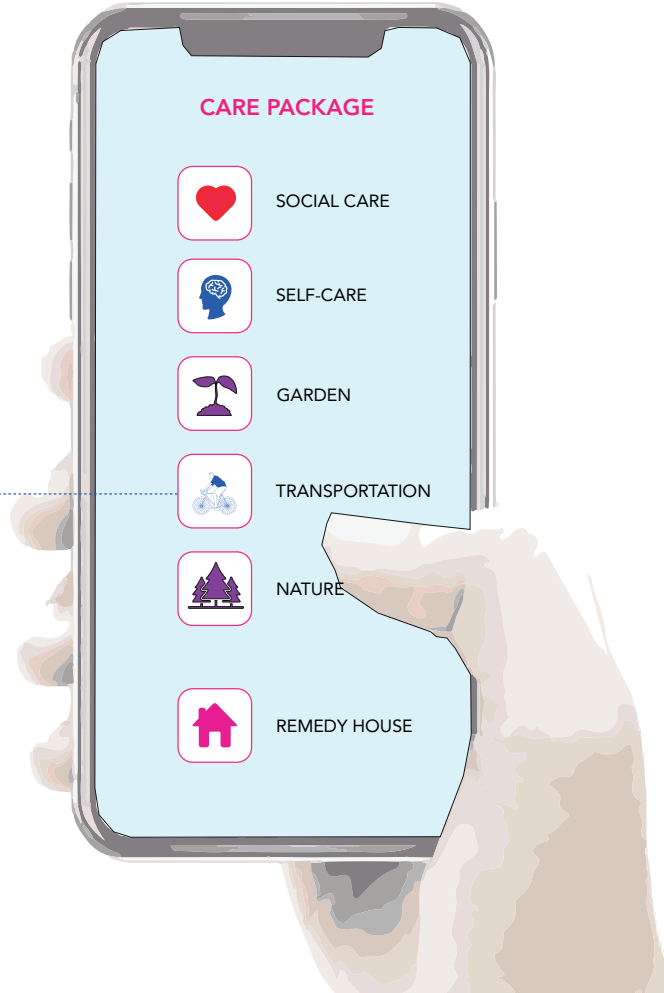 CARE PACKAGE
SOCIAL CARE
SELF-CARE
GARDEN
TRANSPORTATION
NATURE
REMEDY HOUSE